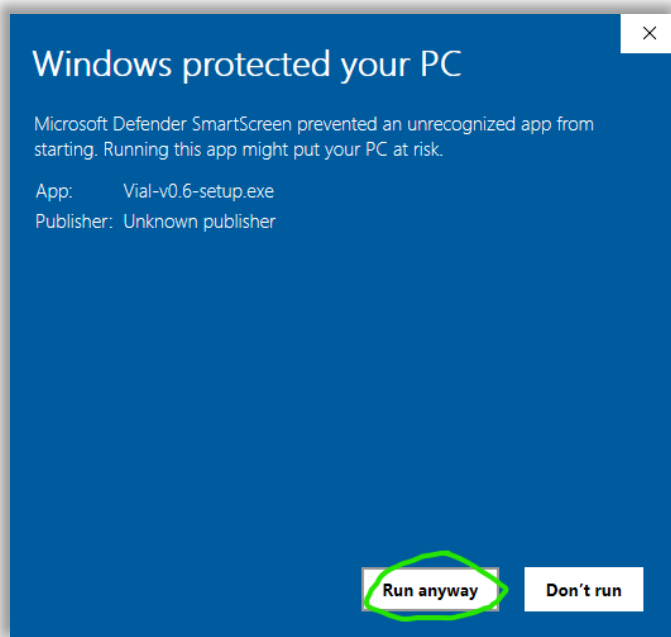 Windows protected your PC
Microsoft Defender SmartScreen prevented an unrecognized app from
starting. Running this app might put your PC at risk.
App: Vial-v0.6-setup.exe
Publisher: Unknown publisher
Run anyway Don't run